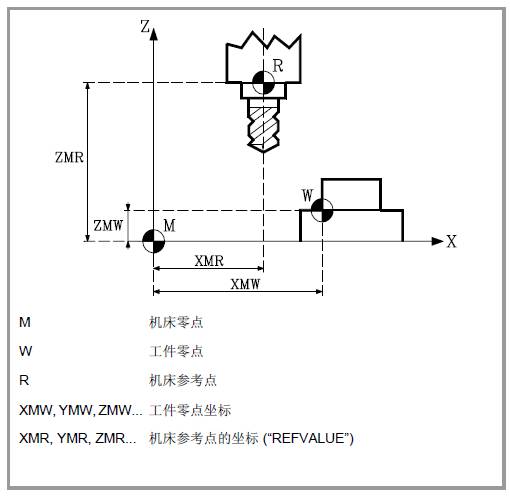 Z
R
ZMR
W
ZMW
M
X
XMR
XMW
M 机床零点
W 工件零点
R 机床参考点
XMW, YMW, ZMW... 工件零点坐标
XMR, YMR, ZMR... 机床参考点的坐标 (“REFVALUE”)